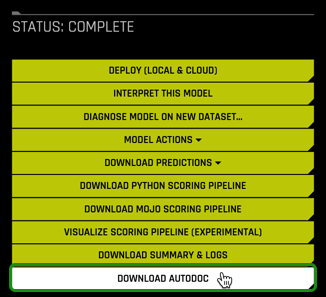 STATUS: COMPLETE
DEPLOY (LOCAL & CLOUD)
INTERPRET THIS MODEL
DIAGNOSE MODEL ON NEW DATASET...
MODEL ACTIONS
DOWNLOAD PREDICTIONS
DOWNLOAD PYTHON SCORING PIPELINE
DOWNLOAD MOJO SCORING PIPELINE
VISUALIZE SCORING PIPELINE (EXPERIMENTAL)
DOWNLOAD SUMMARY & LOGS
DOWNLOAD AUTODOC